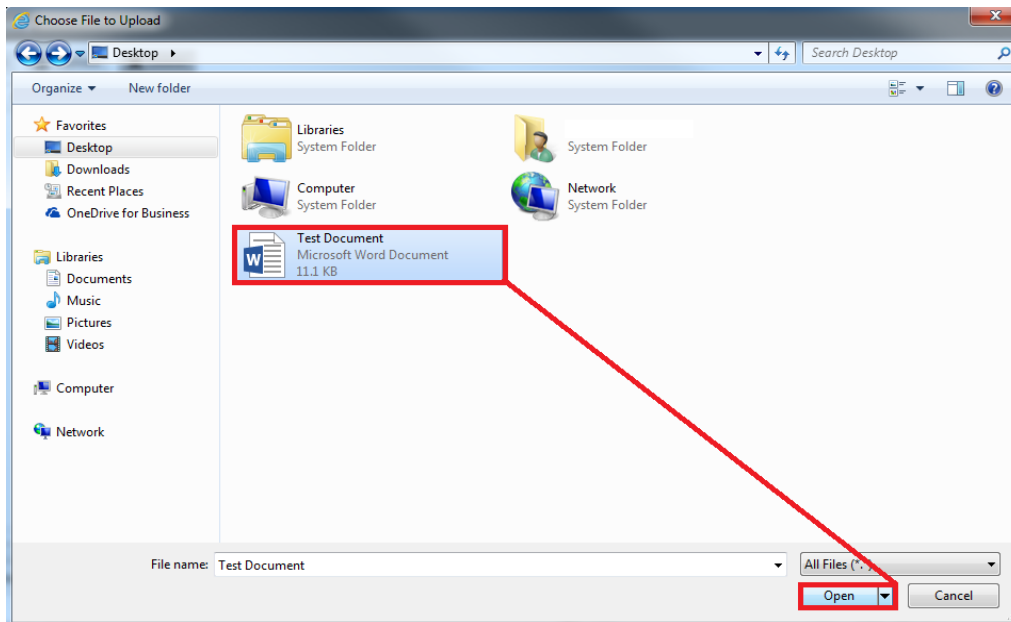 Choose File to Upload
Desktop
Search Desktop
Organize
New folder
Favorites
Desktop
Downloads
Recent Places
OneDrive for Business
Libraries
Documents
Music
Pictures
Videos
Computer
Network
Libraries
System Folder
System Folder
Computer
System Folder
Network
System Folder
Test Document
Microsoft Word Document
11.1 KB
File name: Test Document
All Files (*.
Open
Cancel